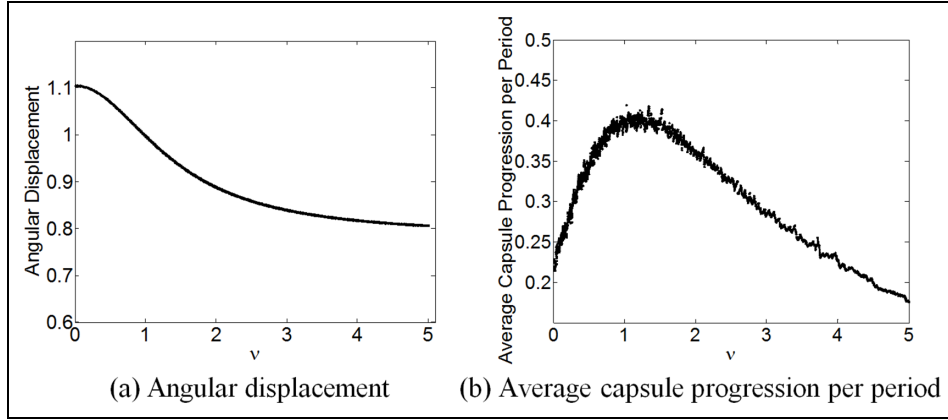 Angular Displacement
1.1
1
0.9
0.8
0.7
0.6
0 1 2 3 4 5
ν
(a) Angular displacement
Average Capsule Progression per Period
0.5
0.4
0.35
0.3
0.25
0.2
0 1 2 3 4 5
ν
(b) Average capsule progression per period